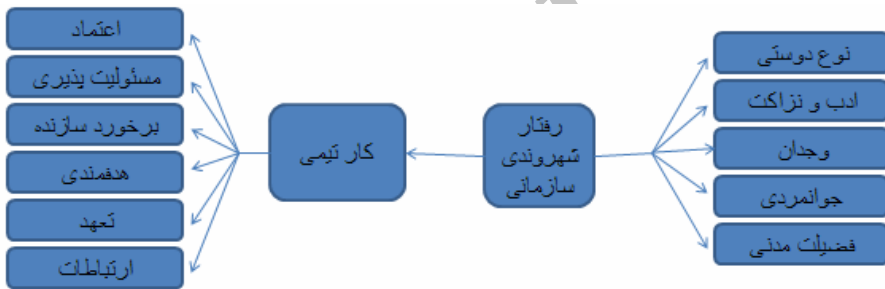 نوع دوستی
ادب و نزاکت
وجدان
جوانمردی
فضیلت مدنی
رفتار
شهروندی
سازمانی
کار تیمی
اعتماد
مسئولیت پذیری
برخورد سازنده
هدفمندی
تعهد
ارتباطات